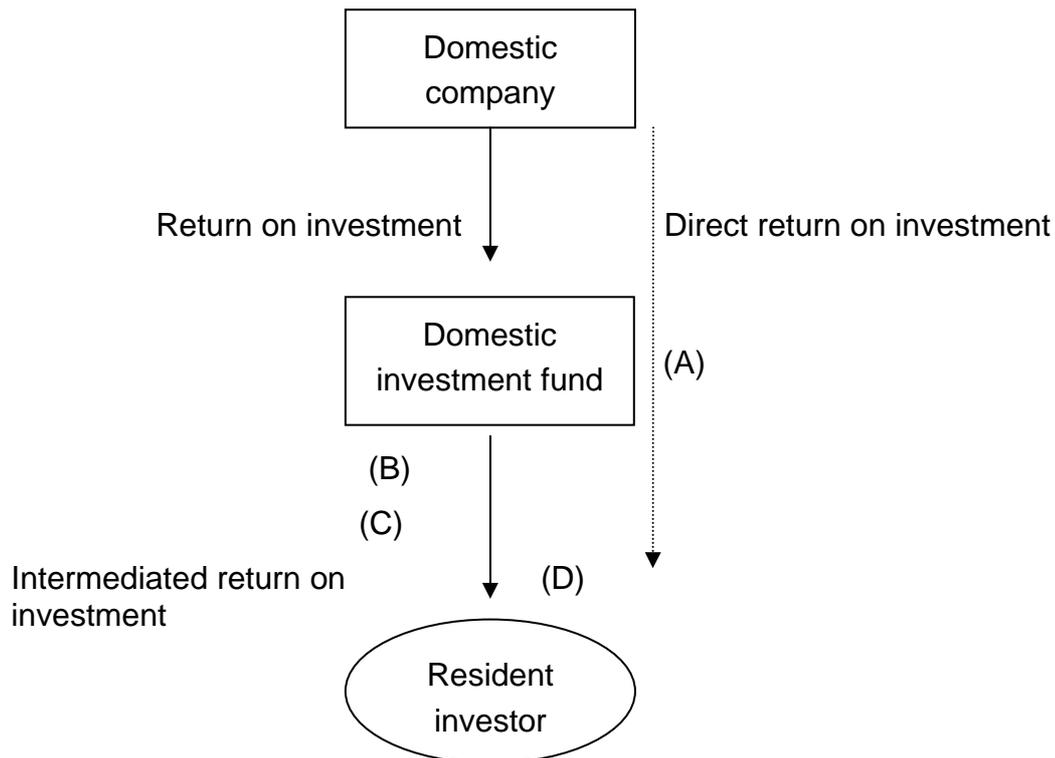 Domestic
company
Return on investment
Direct return on investment
Domestic
investment fund
(A)
(B)
(C)
Intermediated return on
investment
(D)
Resident
investor